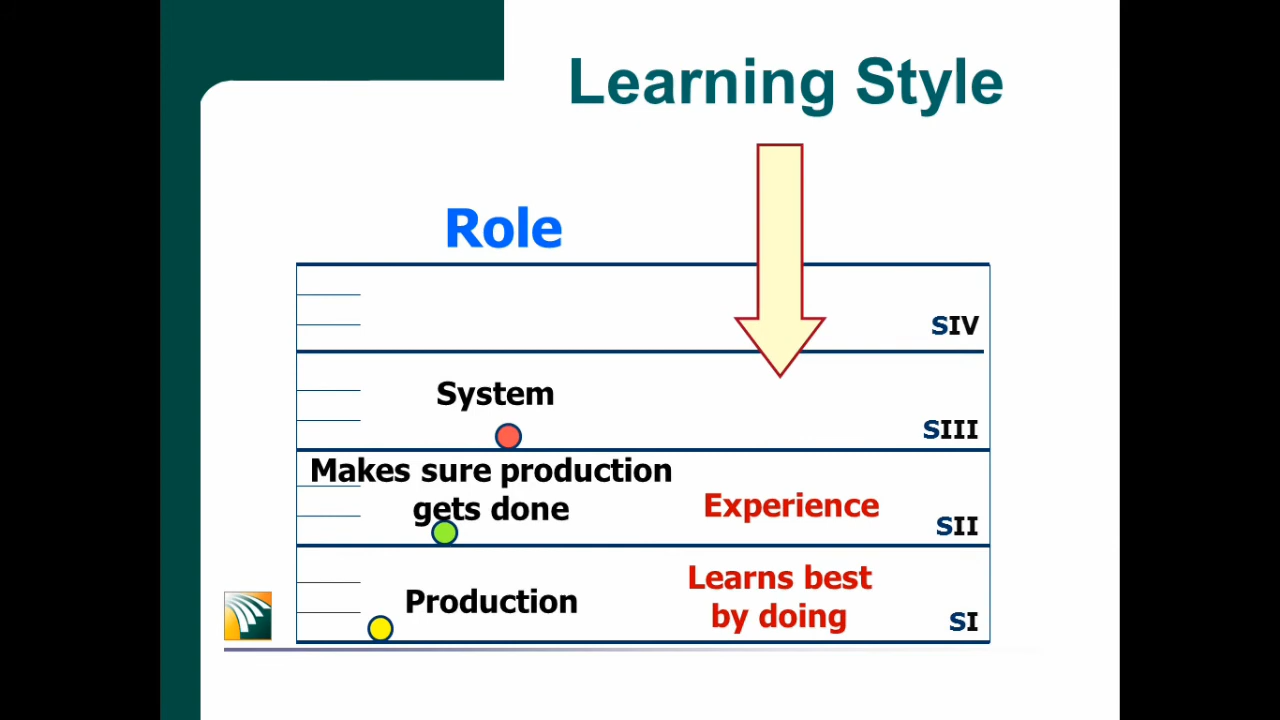 Learning Style
Role
SIV
System
SIII
Makes sure production
gets done
Experience
SII
Production
Learns best
by doing
SI